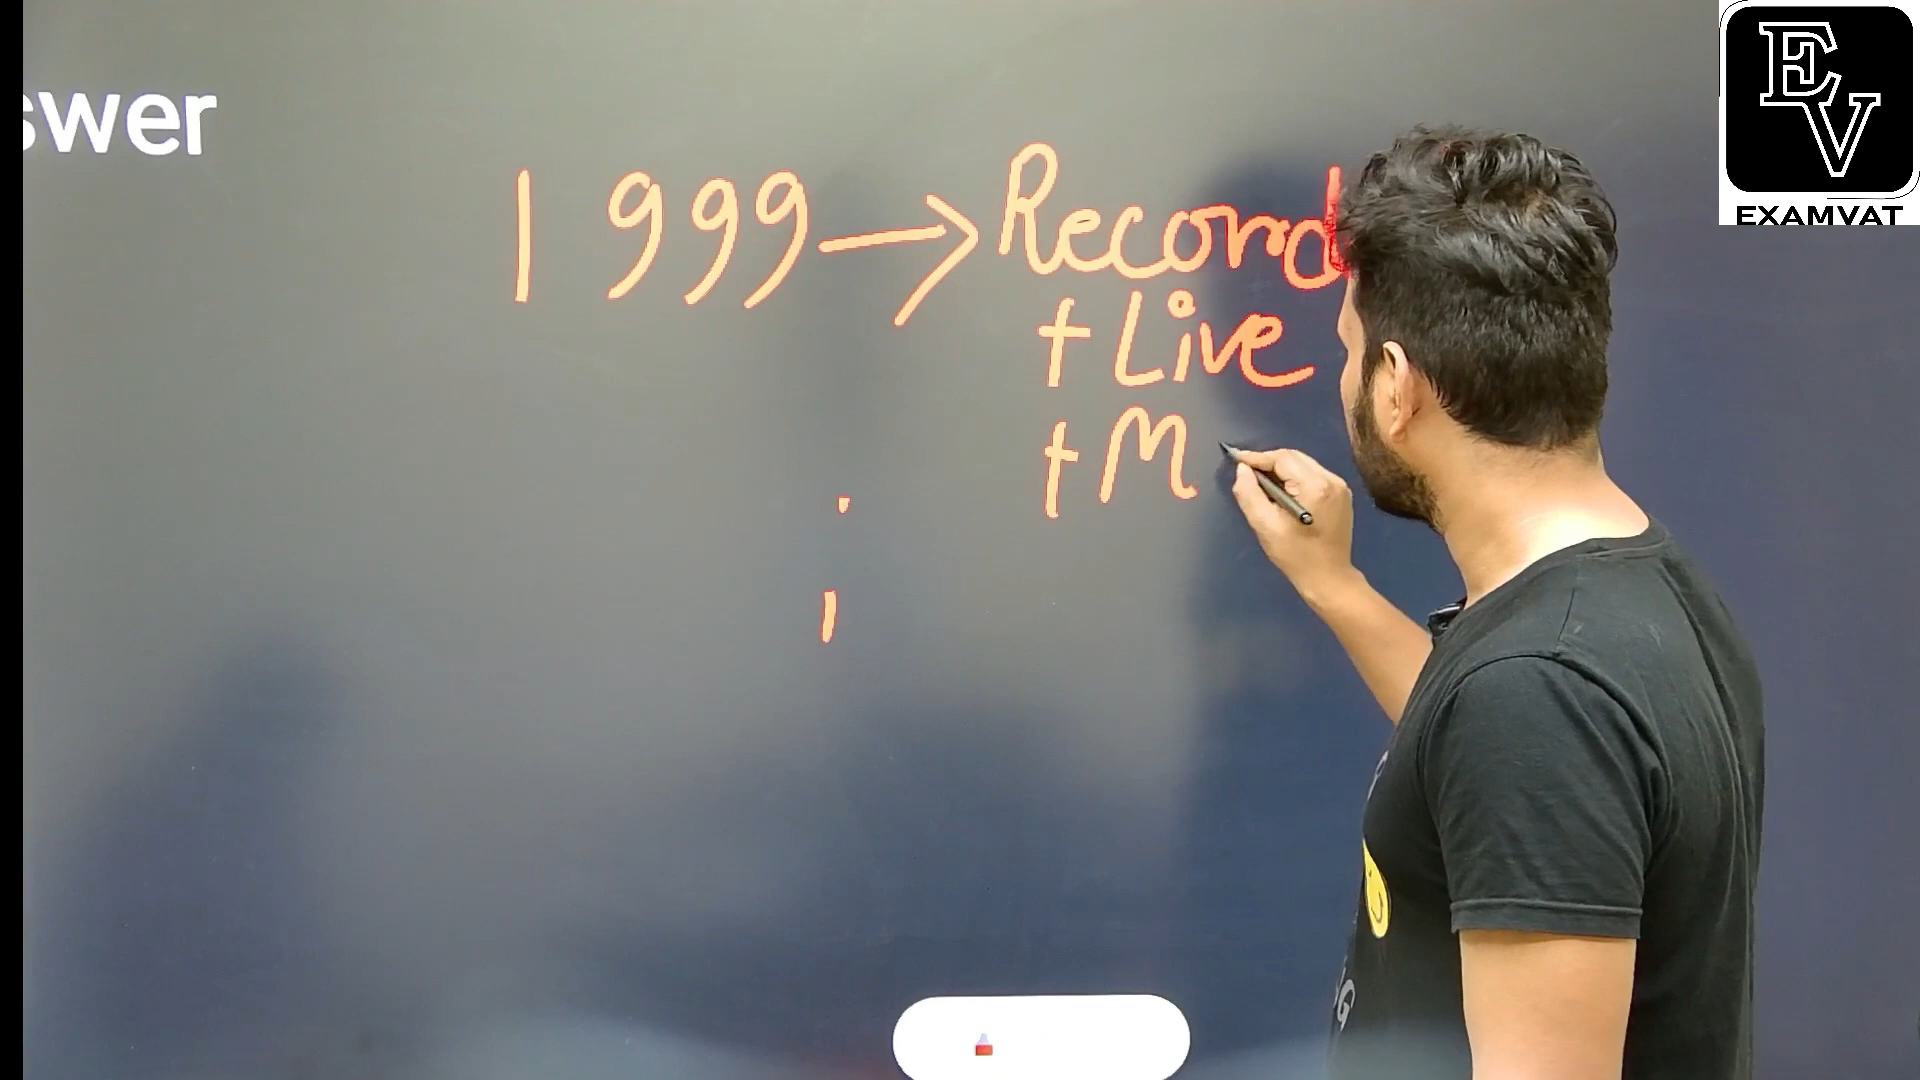 swer
1999 → Record
+ Live
+ M
EV
EXAMVAT